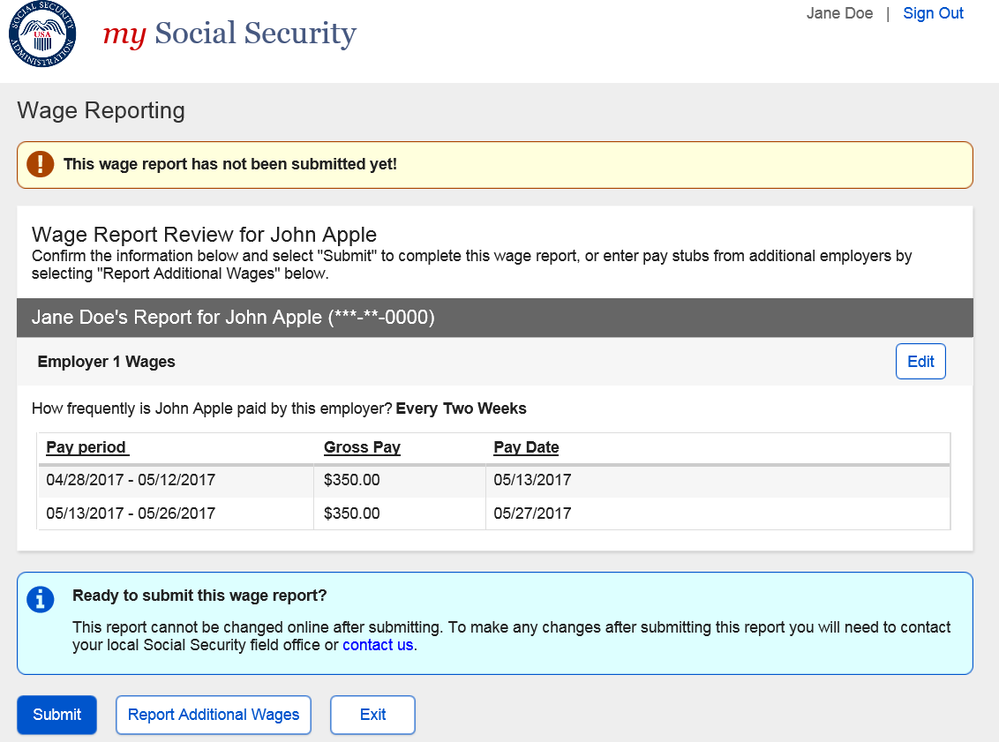 Jane Doe | Sign Out
SOCIAL SECURITY
USA
ADMINISTRATION
my Social Security
Wage Reporting
This wage report has not been submitted yet!
Wage Report Review for John Apple
Confirm the information below and select "Submit" to complete this wage report, or enter pay stubs from additional employers by
selecting "Report Additional Wages" below.
Jane Doe's Report for John Apple (***-**-0000)
Employer 1 Wages
Edit
How frequently is John Apple paid by this employer? Every Two Weeks
Pay period Gross Pay Pay Date
04/28/2017 - 05/12/2017 $350.00 05/13/2017
05/13/2017 - 05/26/2017 $350.00 05/27/2017
Ready to submit this wage report?
This report cannot be changed online after submitting. To make any changes after submitting this report you will need to contact
your local Social Security field office or contact us.
Submit Report Additional Wages Exit